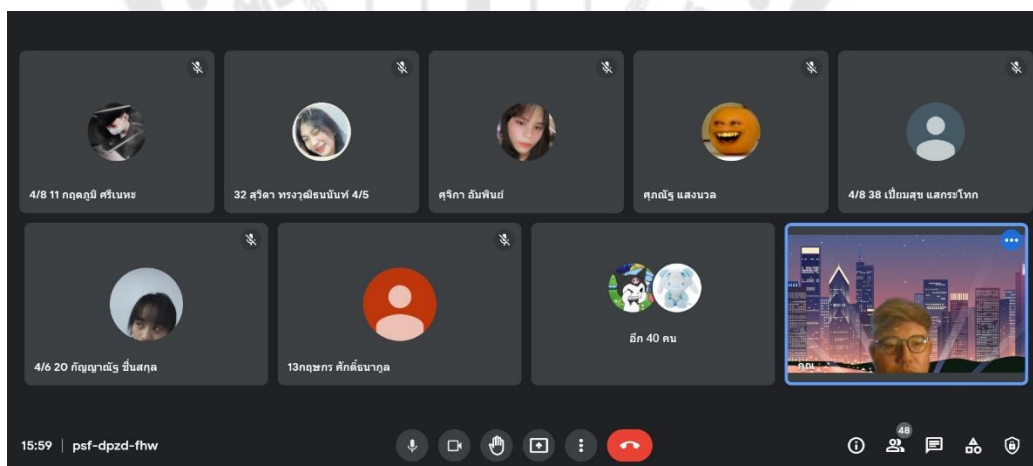 4/8 11 กฤตภูมิ ศรีเนหะ
32 สุวิดา ทรงวุฒิธนนันท์ 4/5
ศุจิกา อัมพันธ์
ศุภณัฐ แสงนวล
4/8 38 เปี่ยมสุข แสกระโทก
4/6 20 กัญญาณัฐ ชื่นสกุล
13กฤษกร ศักดิ์ธนากูล
อีก 40 คน
คุณ
15:59 | psf-dpzd-fhw
48